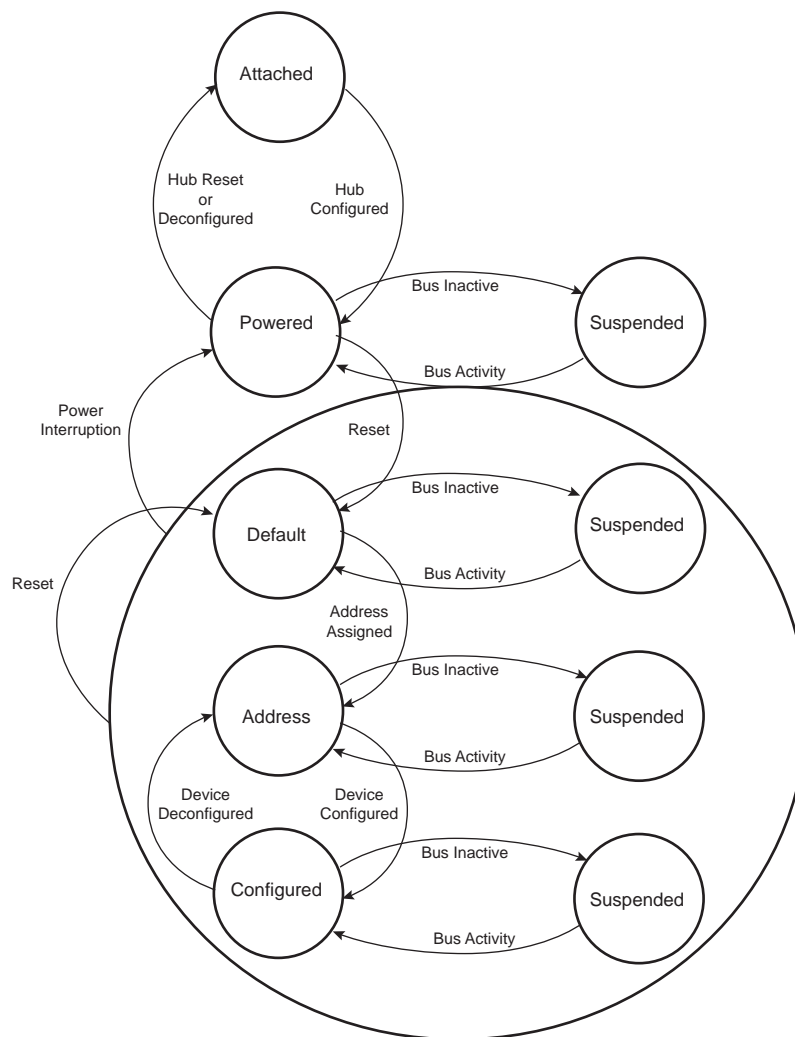 Attached
Hub Reset
or
Deconfigured
Hub
Configured
Powered
Bus Inactive
Suspended
Bus Activity
Power
Interruption
Reset
Default
Bus Inactive
Suspended
Bus Activity
Reset
Address
Assigned
Address
Bus Inactive
Suspended
Bus Activity
Device
Deconfigured
Device
Configured
Configured
Bus Inactive
Suspended
Bus Activity